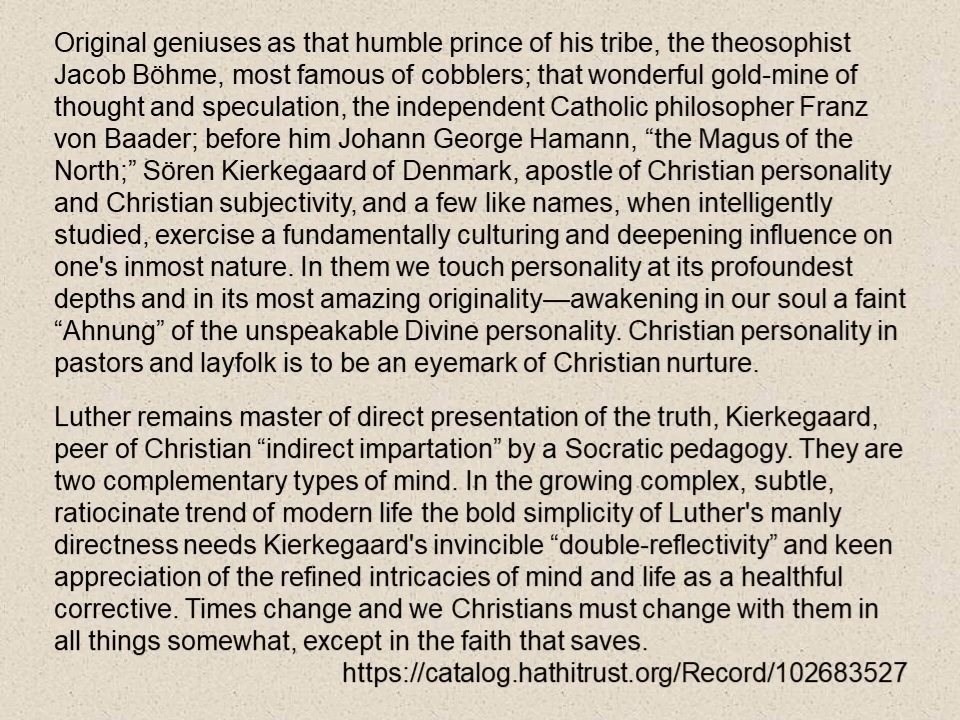 Original geniuses as that humble prince of his tribe, the theosophist
Jacob Böhme, most famous of cobblers; that wonderful gold-mine of
thought and speculation, the independent Catholic philosopher Franz
von Baader; before him Johann George Hamann, “the Magus of the
North;” Sören Kierkegaard of Denmark, apostle of Christian personality
and Christian subjectivity, and a few like names, when intelligently
studied, exercise a fundamentally culturing and deepening influence on
one's inmost nature. In them we touch personality at its profoundest
depths and in its most amazing originality—awakening in our soul a faint
“Ahnung” of the unspeakable Divine personality. Christian personality in
pastors and layfolk is to be an eyemark of Christian nurture.
Luther remains master of direct presentation of the truth, Kierkegaard,
peer of Christian “indirect impartation” by a Socratic pedagogy. They are
two complementary types of mind. In the growing complex, subtle,
ratiocinate trend of modern life the bold simplicity of Luther's manly
directness needs Kierkegaard's invincible “double-reflectivity” and keen
appreciation of the refined intricacies of mind and life as a healthful
corrective. Times change and we Christians must change with them in
all things somewhat, except in the faith that saves.
https://catalog.hathitrust.org/Record/102683527